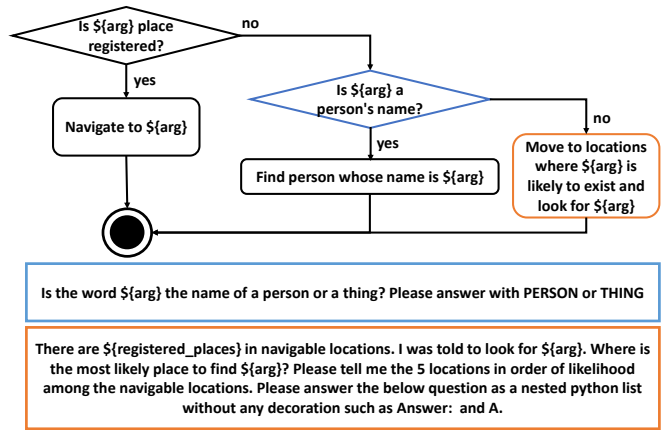 Is ${arg} place
registered?
no
yes
Is ${arg} a
person's name?
no
Navigate to ${arg}
yes
Move to locations
where ${arg} is
likely to exist and
look for ${arg}
Find person whose name is ${arg}
Is the word ${arg} the name of a person or a thing? Please answer with PERSON or THING
There are ${registered_places} in navigable locations. I was told to look for ${arg}. Where is
the most likely place to find ${arg}? Please tell me the 5 locations in order of likelihood
among the navigable locations. Please answer the below question as a nested python list
without any decoration such as Answer:  and A.